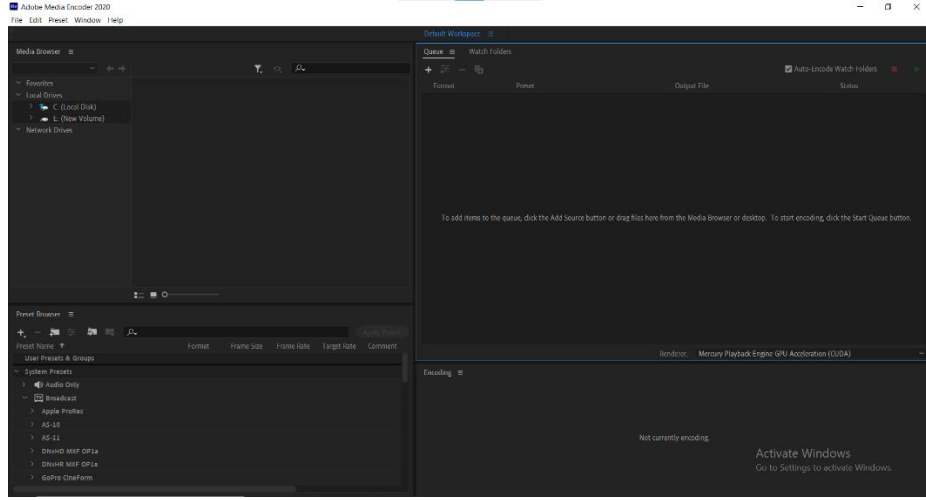 Adobe Media Encoder 2020
File Edit Preset Window Help
Default Workspace
Media Browser
Favorites
Local Drives
C: (Local Disk)
E: (New Volume)
Network Drives
Queue Watch Folders
Auto-Encode Watch Folders
Format Preset Output File Status
To add items to the queue, click the Add Source button or drag files here from the Media Browser or desktop. To start encoding, click the Start Queue button.
Renderer: Mercury Playback Engine GPU Acceleration (CUDA)
Preset Browser
Apply Preset
Preset Name Format Frame Size Frame Rate Target Rate Comment
User Presets & Groups
System Presets
Audio Only
Broadcast
Apple ProRes
AS-10
AS-11
DNxHD MXF OP1a
DNxHR MXF OP1a
GoPro CineForm
Encoding
Not currently encoding.
Activate Windows
Go to Settings to activate Windows.